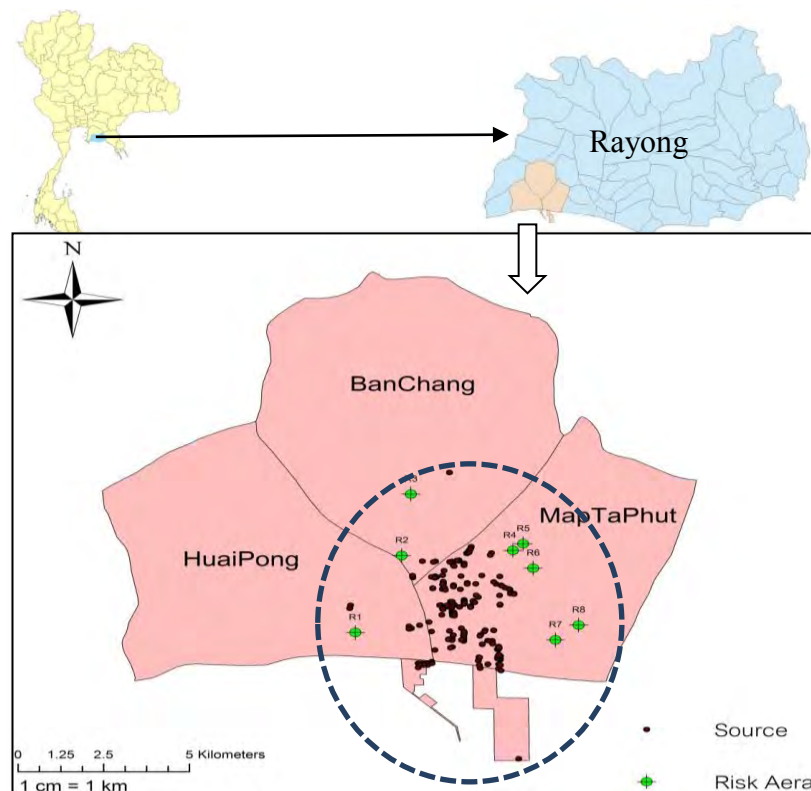 Rayong
N
BanChang
MapTaPhut
HuaiPong
R2
R4
R5
R6
R1
R7
R8
0 1.25 2.5 5 Kilometers
1 cm = 1 km
Source
Risk Aera